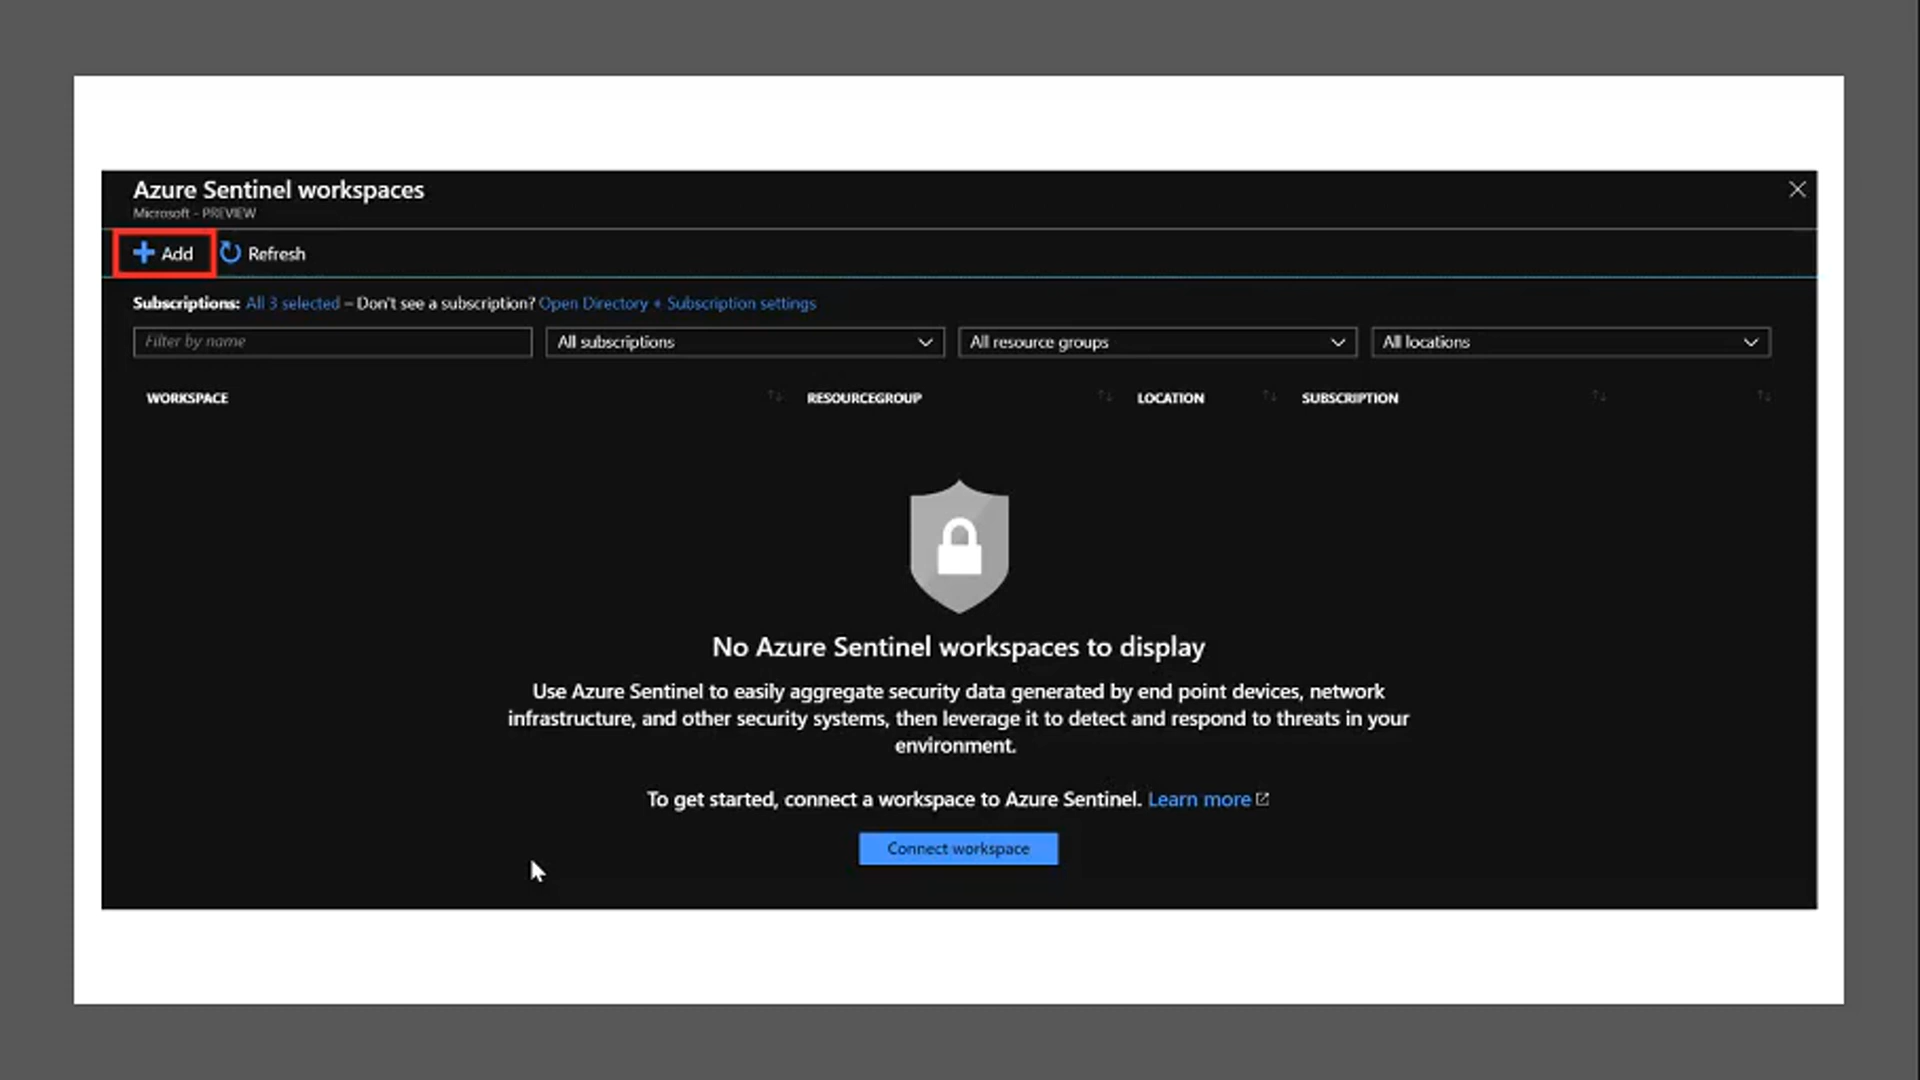 Azure Sentinel workspaces
Microsoft - PREVIEW
Add Refresh
Subscriptions: All 3 selected – Don't see a subscription? Open Directory + Subscription settings
Filter by name All subscriptions All resource groups All locations
WORKSPACE RESOURCEGROUP LOCATION SUBSCRIPTION
No Azure Sentinel workspaces to display
Use Azure Sentinel to easily aggregate security data generated by end point devices, network
infrastructure, and other security systems, then leverage it to detect and respond to threats in your
environment.
To get started, connect a workspace to Azure Sentinel. Learn more
Connect workspace